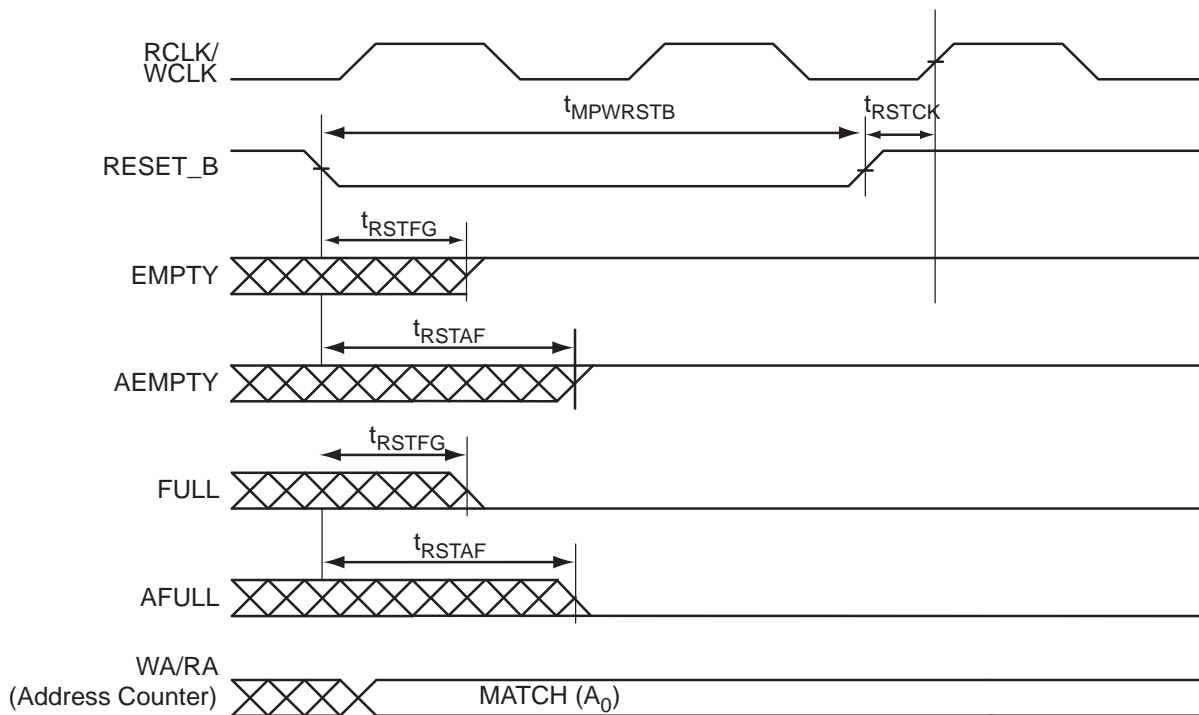 RCLK/
WCLK
tMPWRSTB
tRSTCK
RESET_B
tRSTFG
EMPTY
tRSTAF
AEMPTY
tRSTFG
FULL
tRSTAF
AFULL
WA/RA
(Address Counter)
MATCH (A0)